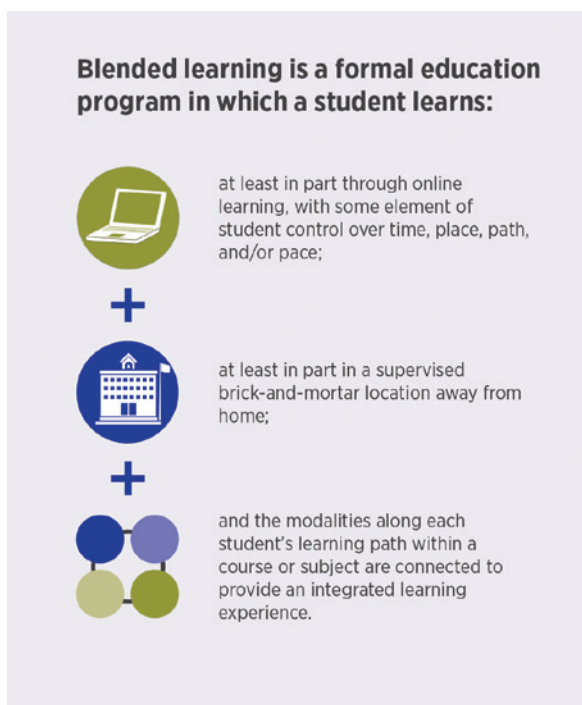 Blended learning is a formal education
program in which a student learns:
at least in part through online
learning, with some element of
student control over time, place, path,
and/or pace;
+
at least in part in a supervised
brick-and-mortar location away from
home;
+
and the modalities along each
student's learning path within a
course or subject are connected to
provide an integrated learning
experience.